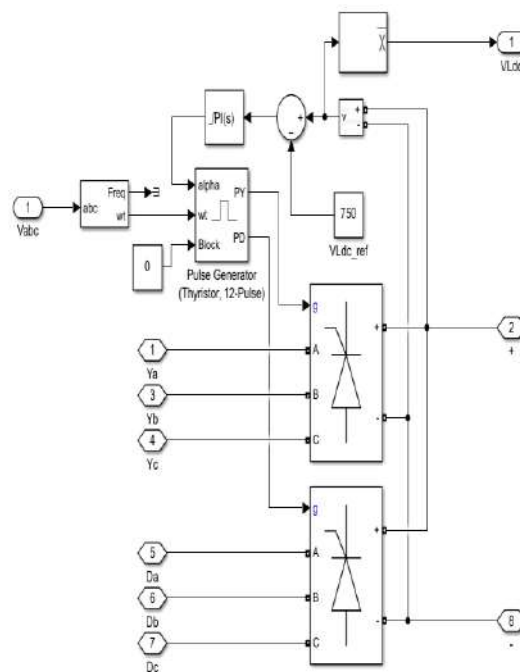 1
VLdc
PI(s)
+
−
v
+
-
Freq
abc
wt
1
Vabc
alpha
PY
wt
PD
Block
0
Pulse Generator
(Thyristor, 12-Pulse)
750
VLdc_ref
g
+
A
B
-
C
1
Ya
3
Yb
4
Yc
2
+
g
+
A
B
-
C
5
Da
6
Db
7
Dc
8
-